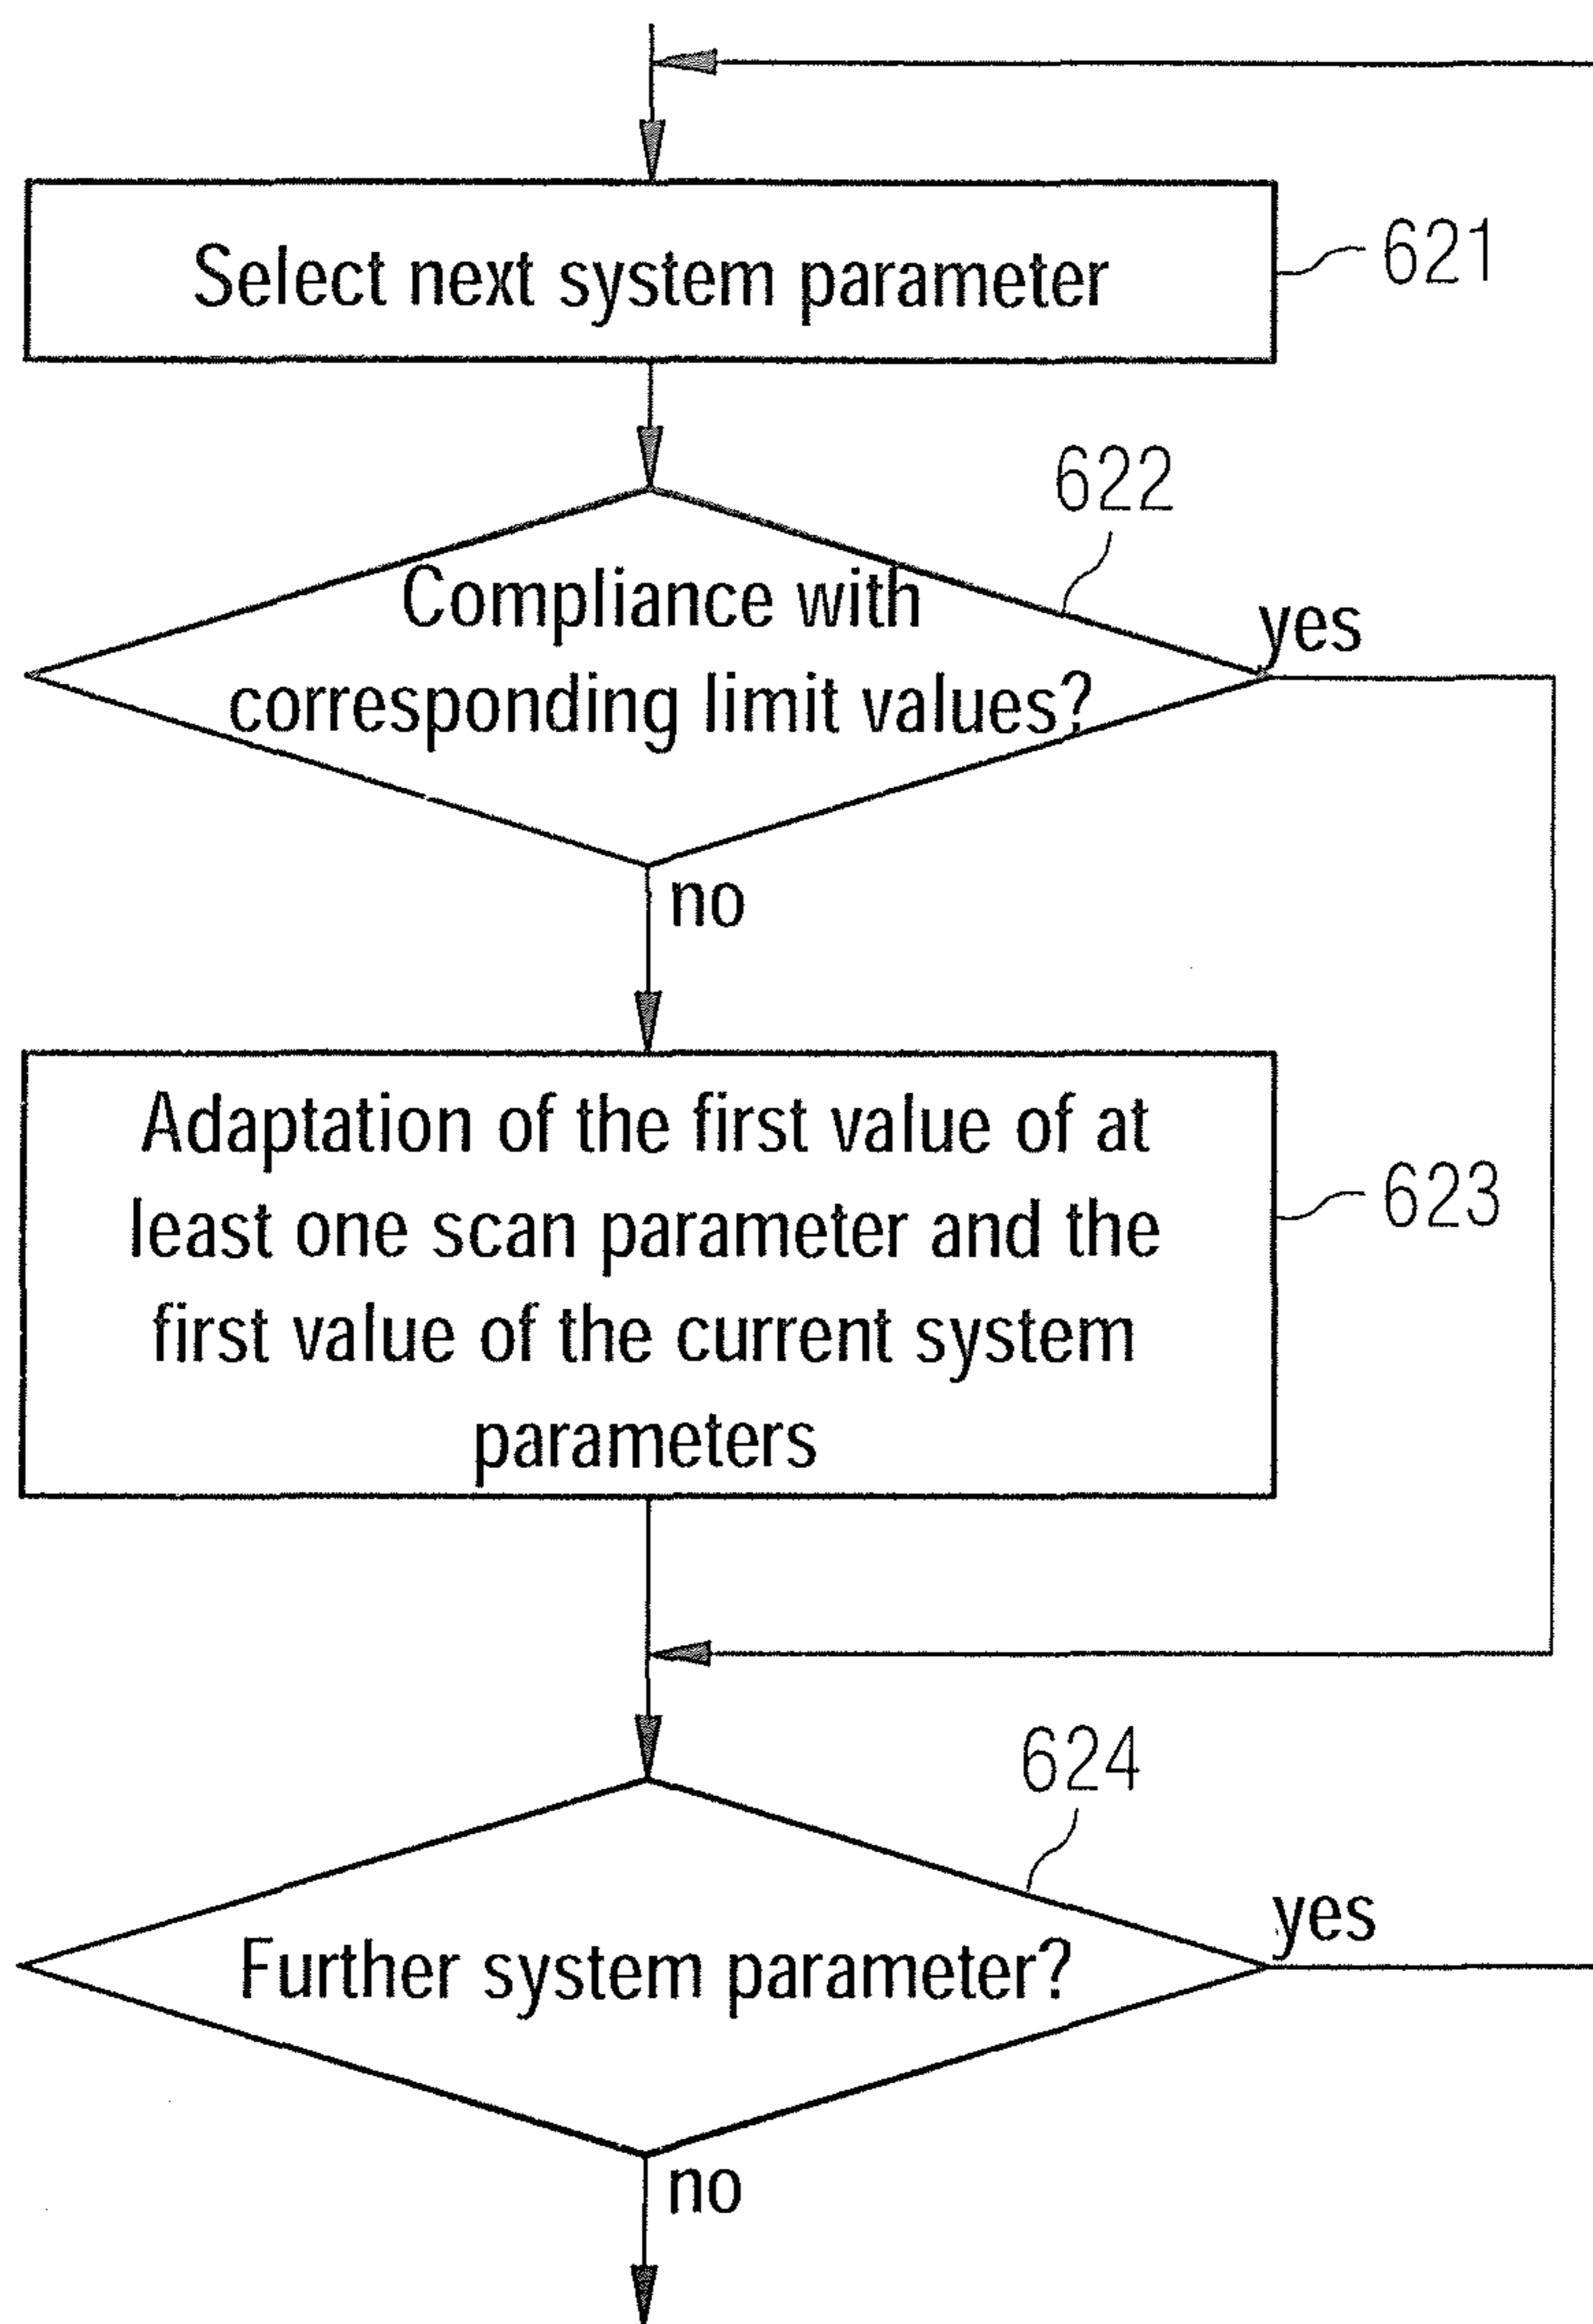 Select next system parameter
621
622
Compliance with
corresponding limit values?
yes
no
Adaptation of the first value of at
least one scan parameter and the
first value of the current system
parameters
623
624
Further system parameter?
yes
no